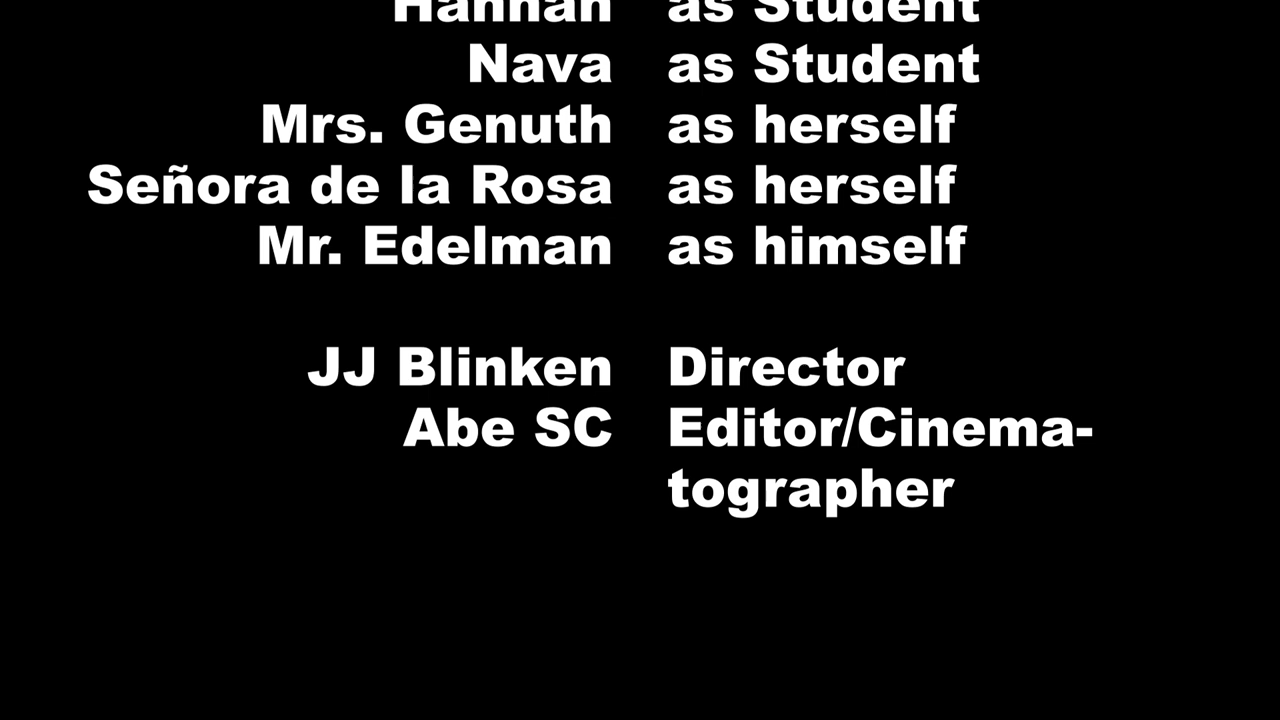 Hannah as Student
Nava as Student
Mrs. Genuth as herself
Señora de la Rosa as herself
Mr. Edelman as himself
JJ Blinken Director
Abe SC Editor/Cinema-
tographer